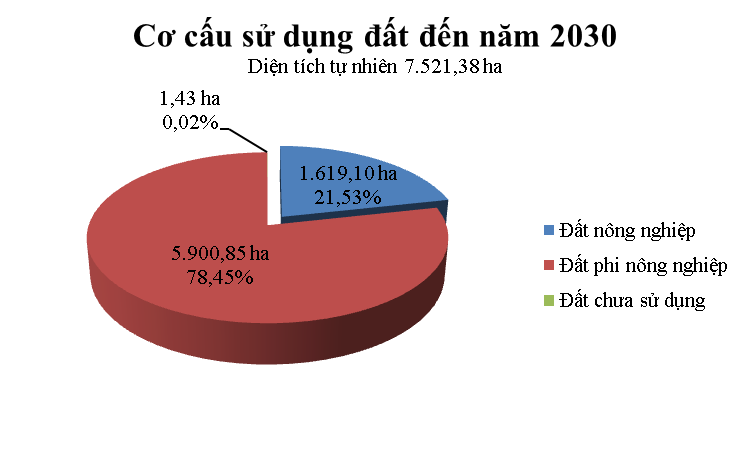 Cơ cấu sử dụng đất đến năm 2030
Diện tích tự nhiên 7.521,38 ha
1,43 ha
0,02%
1.619,10 ha
21,53%
5.900,85 ha
78,45%
Đất nông nghiệp
Đất phi nông nghiệp
Đất chưa sử dụng